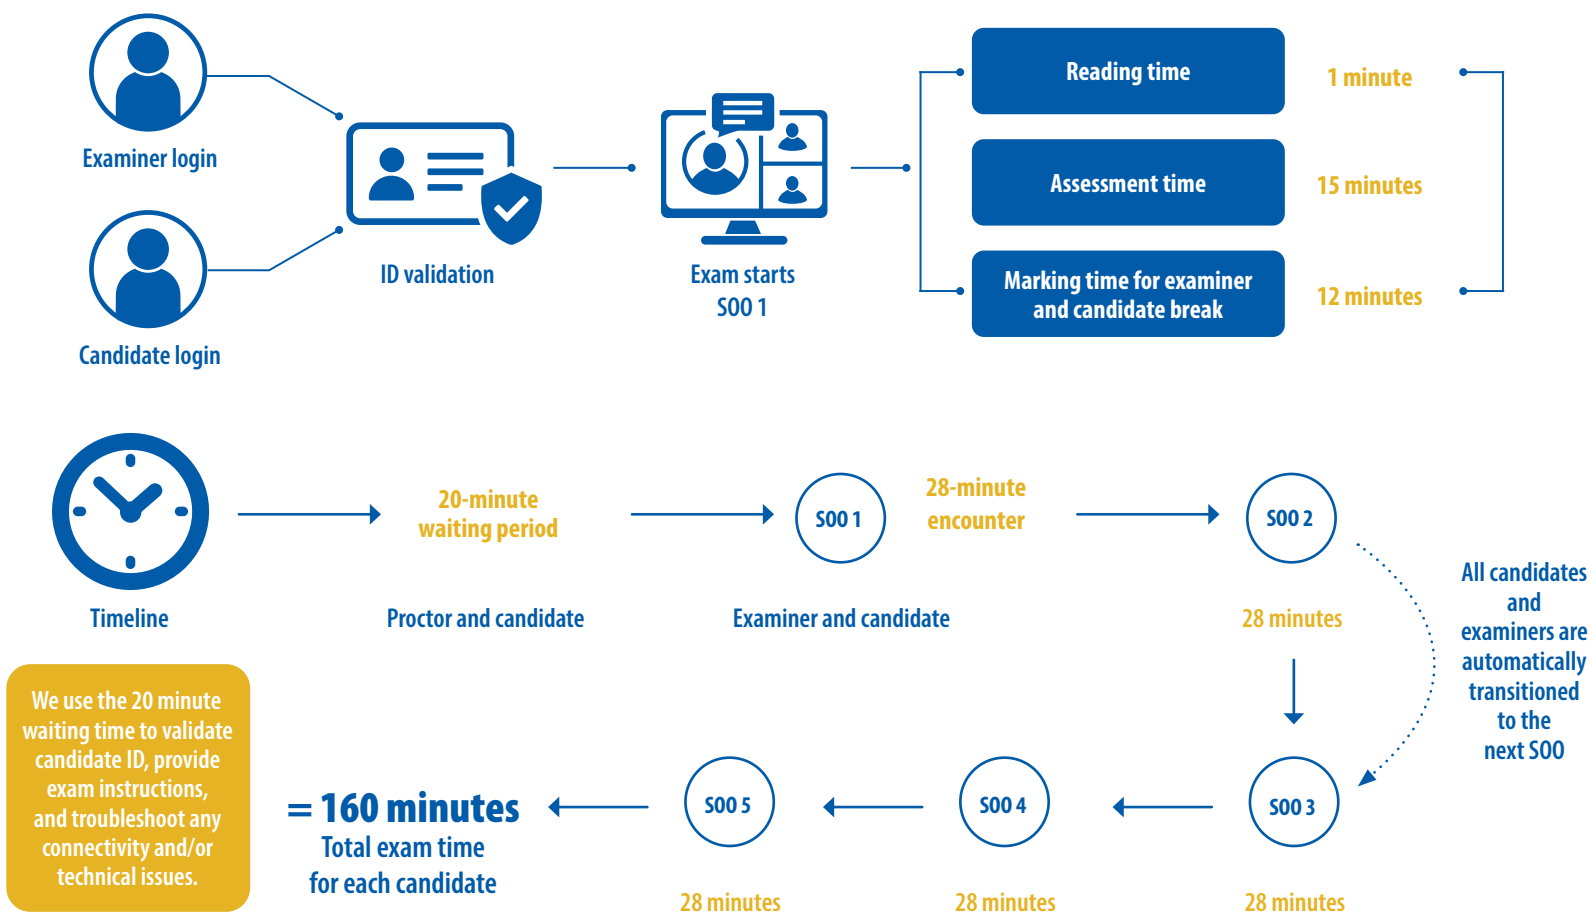 Examiner login
Candidate login
ID validation
Exam starts
SOO 1
Reading time
1 minute
Assessment time
15 minutes
Marking time for examiner
and candidate break
12 minutes
Timeline
20-minute
waiting period
Proctor and candidate
SOO 1
28-minute
encounter
Examiner and candidate
SOO 2
28 minutes
All candidates
and
examiners are
automatically
transitioned
to the
next SOO
SOO 3
28 minutes
SOO 4
28 minutes
SOO 5
28 minutes
= 160 minutes
Total exam time
for each candidate
We use the 20 minute
waiting time to validate
candidate ID, provide
exam instructions,
and troubleshoot any
connectivity and/or
technical issues.